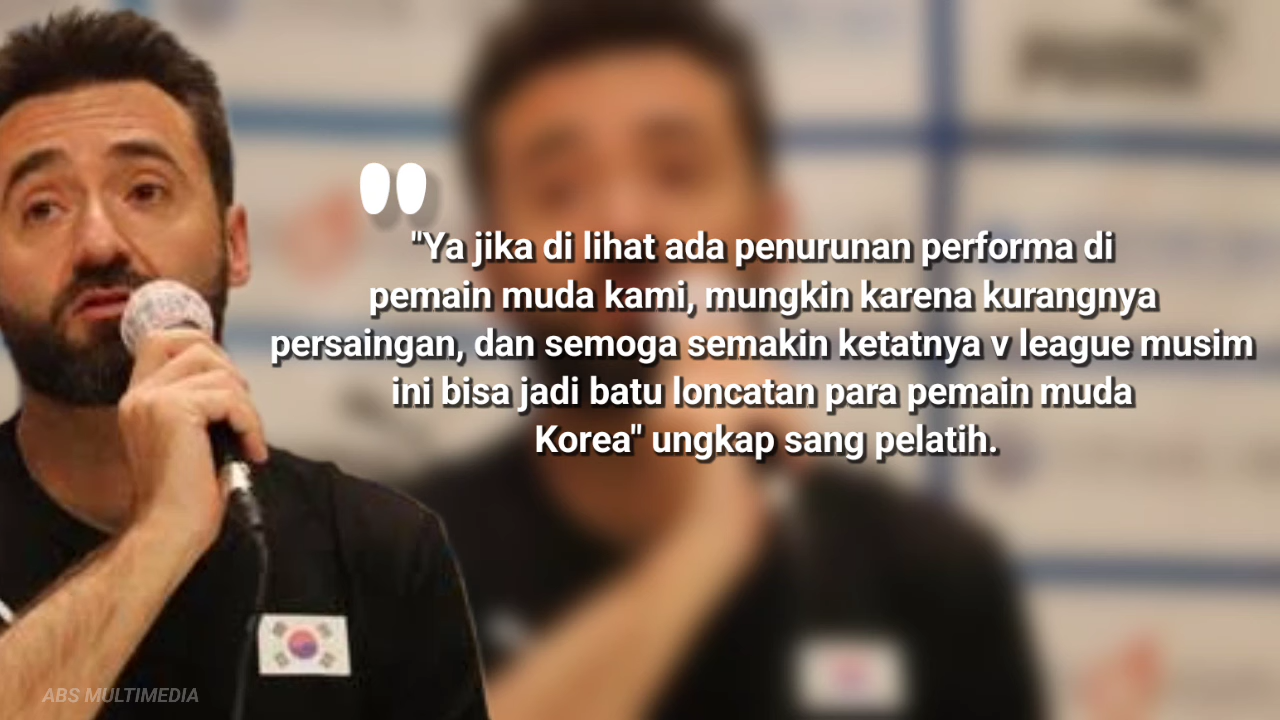 "Ya jika di lihat ada penurunan performa di
pemain muda kami, mungkin karena kurangnya
persaingan, dan semoga semakin ketatnya v league musim
ini bisa jadi batu loncatan para pemain muda
Korea" ungkap sang pelatih.
ABS MULTIMEDIA